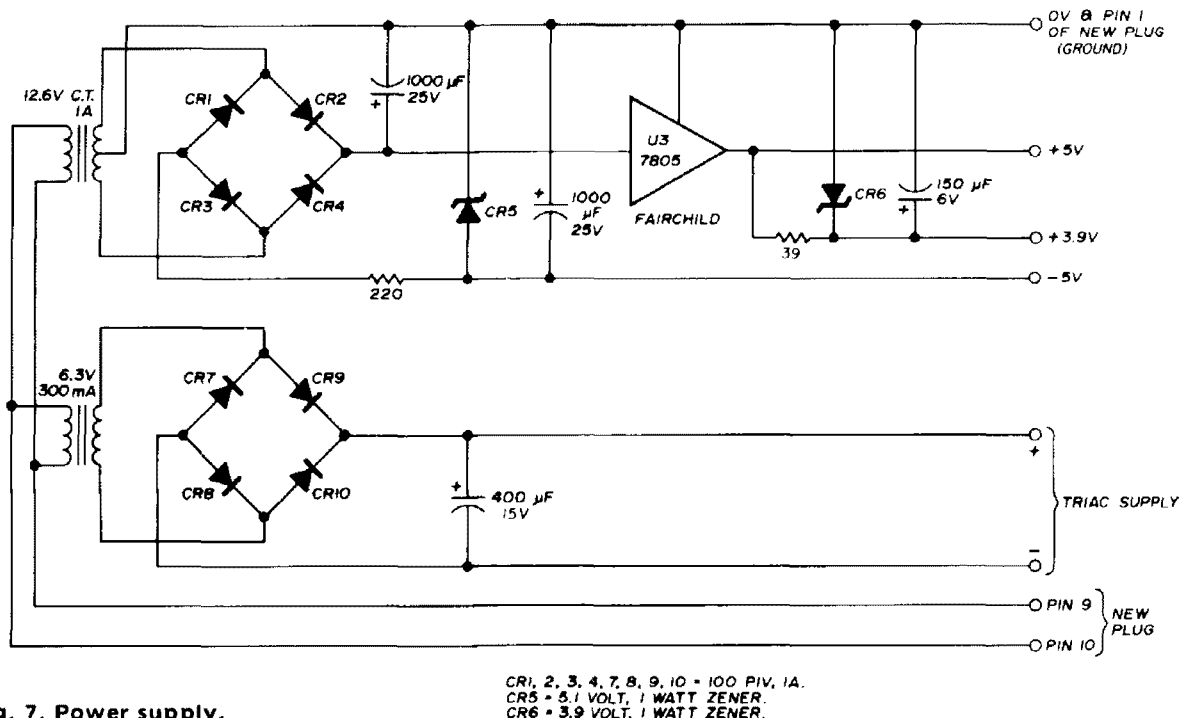 OV & PIN 1
OF NEW PLUG
(GROUND)
12.6V C.T.
1A
CR1
CR2
CR3
CR4
1000 µF
25V
+
CR5
+
1000
µF
25V
U3
7805
FAIRCHILD
+5V
CR6
150 µF
6V
+
39
+3.9V
220
-5V
6.3V
300mA
CR7
CR9
CR8
CR10
+
400 µF
15V
+
TRIAC SUPPLY
-
PIN 9
PIN 10
NEW
PLUG
CR1, 2, 3, 4, 7, 8, 9, 10 = 100 PIV, 1A.
CR5 = 5.1 VOLT, 1 WATT ZENER.
CR6 = 3.9 VOLT, 1 WATT ZENER.
g. 7. Power supply.